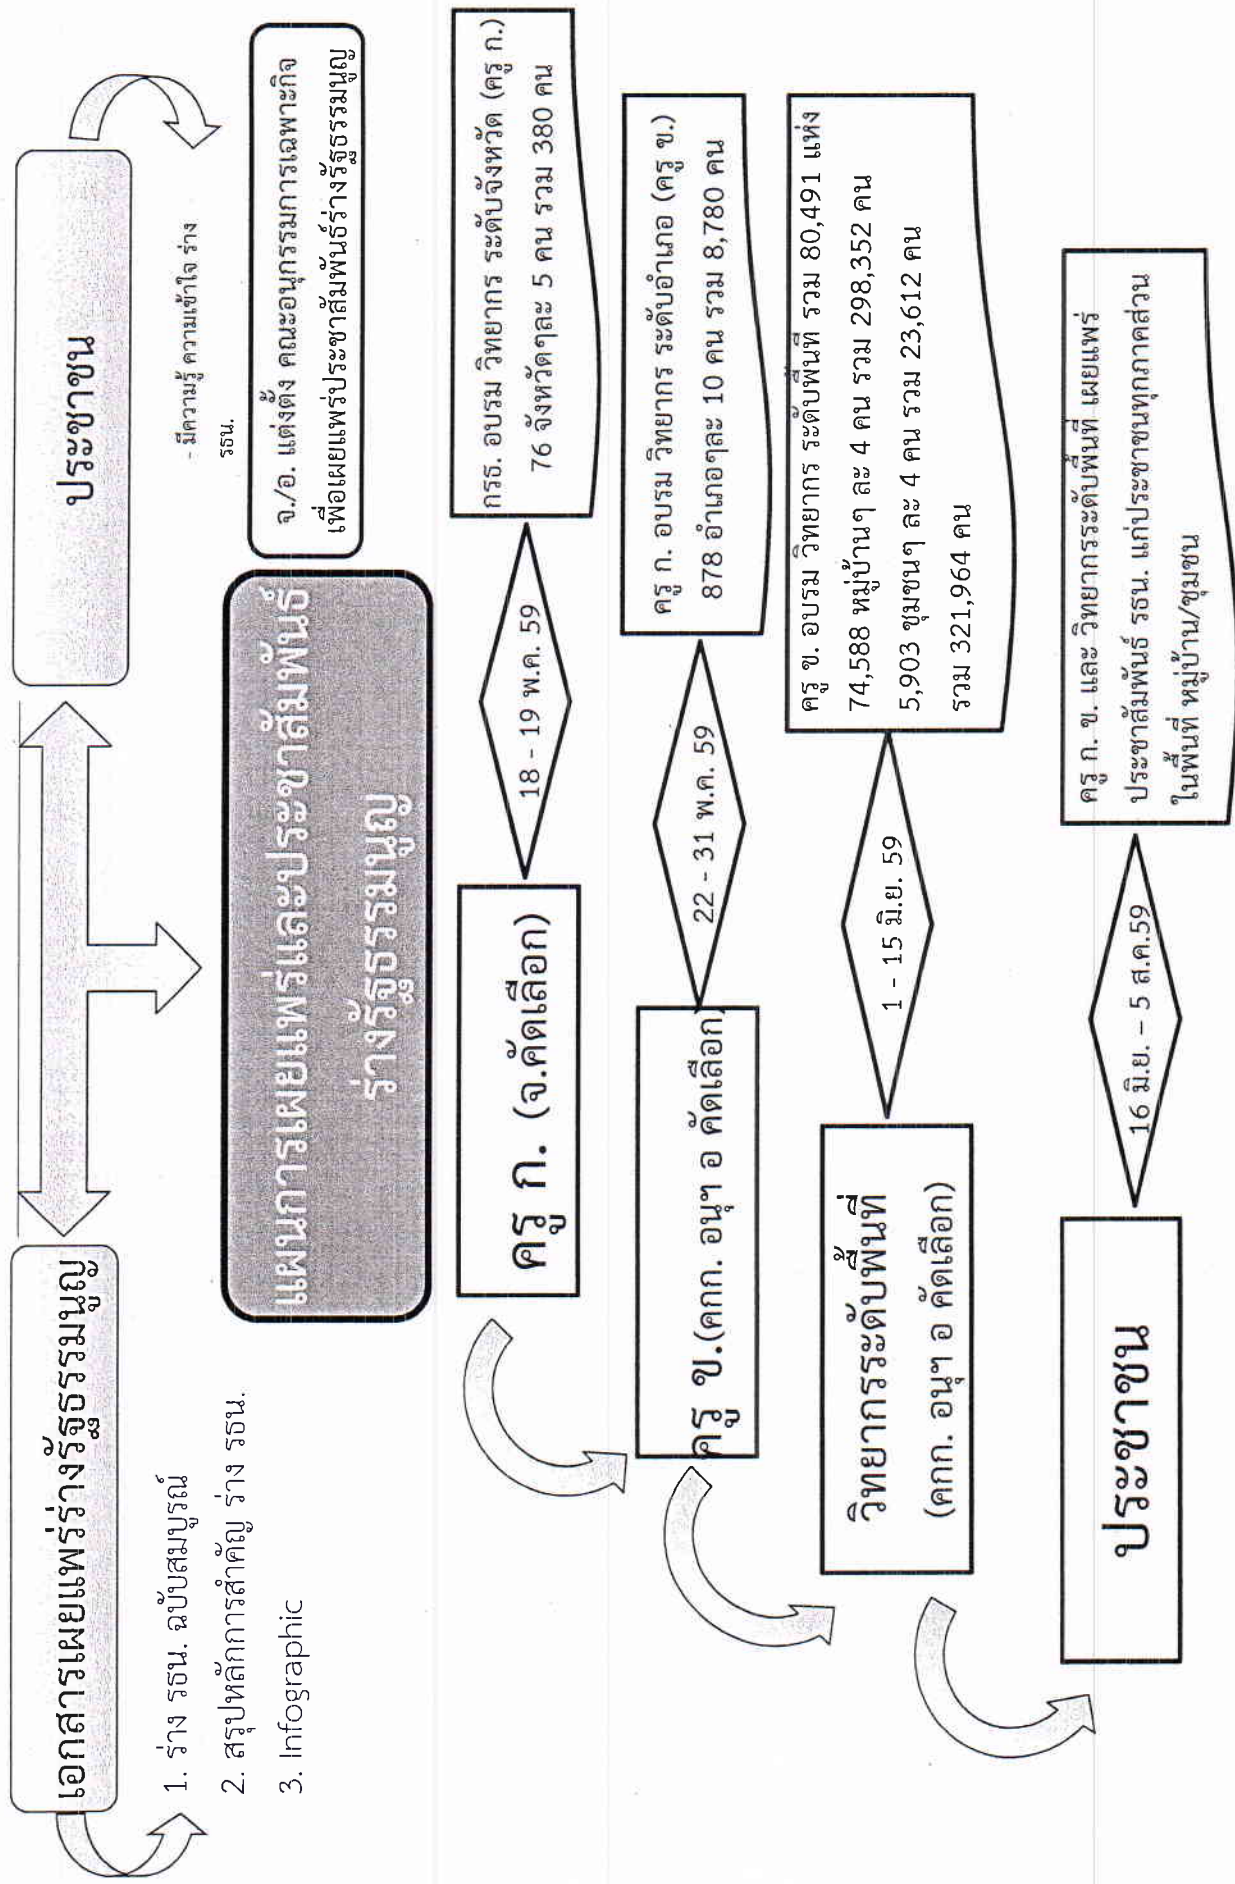 เอกสารเผยแพร่ร่างรัฐธรรมนูญ
1. ร่าง รธน. ฉบับสมบูรณ์
2. สรุปหลักการสำคัญ ร่าง รธน.
3. Infographic
ประชาชน
- มีความรู้ ความเข้าใจ ร่าง
รธน.
แผนการเผยแพร่และประชาสัมพันธ์
ร่างรัฐธรรมนูญ
จ./อ. แต่งตั้ง คณะอนุกรรมการเฉพาะกิจ
เพื่อเผยแพร่ประชาสัมพันธ์ร่างรัฐธรรมนูญ
ครู ก. (จ.คัดเลือก)
18 - 19 พ.ค. 59
กรธ. อบรม วิทยากร ระดับจังหวัด (ครู ก.)
76 จังหวัดๆละ 5 คน รวม 380 คน
ครู ข.(คกก. อนุฯ อ คัดเลือก)
22 - 31 พ.ค. 59
ครู ก. อบรม วิทยากร ระดับอำเภอ (ครู ข.)
878 อำเภอๆละ 10 คน รวม 8,780 คน
วิทยากรระดับพื้นที่
(คกก. อนุฯ อ คัดเลือก)
1 - 15 มิ.ย. 59
ครู ข. อบรม วิทยากร ระดับพื้นที่ รวม 80,491 แห่ง
74,588 หมู่บ้านๆ ละ 4 คน รวม 298,352 คน
5,903 ชุมชนๆ ละ 4 คน รวม 23,612 คน
รวม 321,964 คน
ประชาชน
16 มิ.ย. – 5 ส.ค.59
ครู ก. ข. และ วิทยากรระดับพื้นที่ เผยแพร่
ประชาสัมพันธ์ รธน. แก่ประชาชนทุกภาคส่วน
ในพื้นที่ หมู่บ้าน/ชุมชน